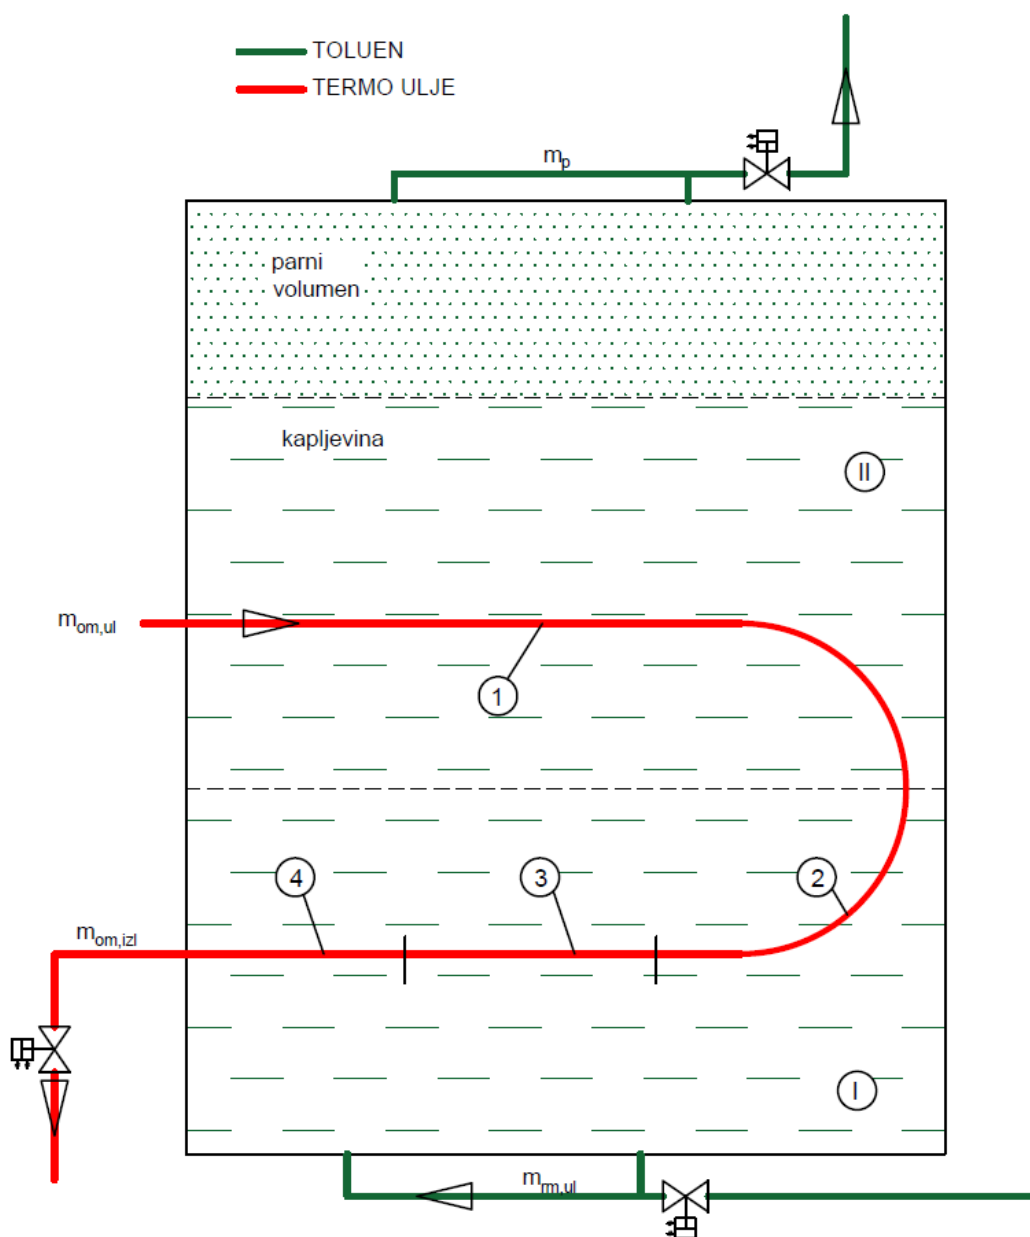 TOLUEN
TERMO ULJE
mp
parni
volumen
kapljevina
II
mom,ul
1
4
3
2
mom,izl
I
mrm,ul